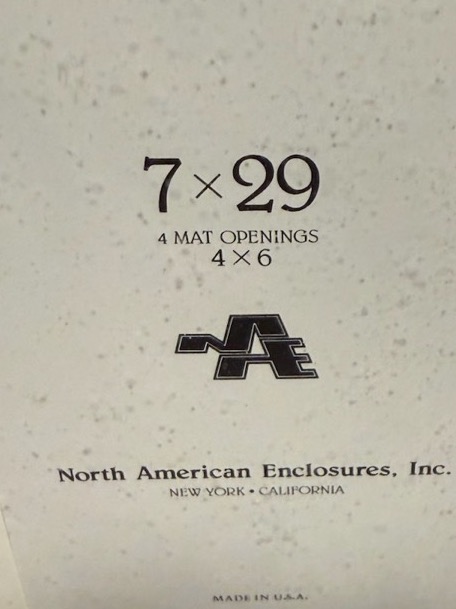 7×29
4 MAT OPENINGS
4×6
NAE
North American Enclosures, Inc.
NEW YORK • CALIFORNIA
MADE IN U.S.A.